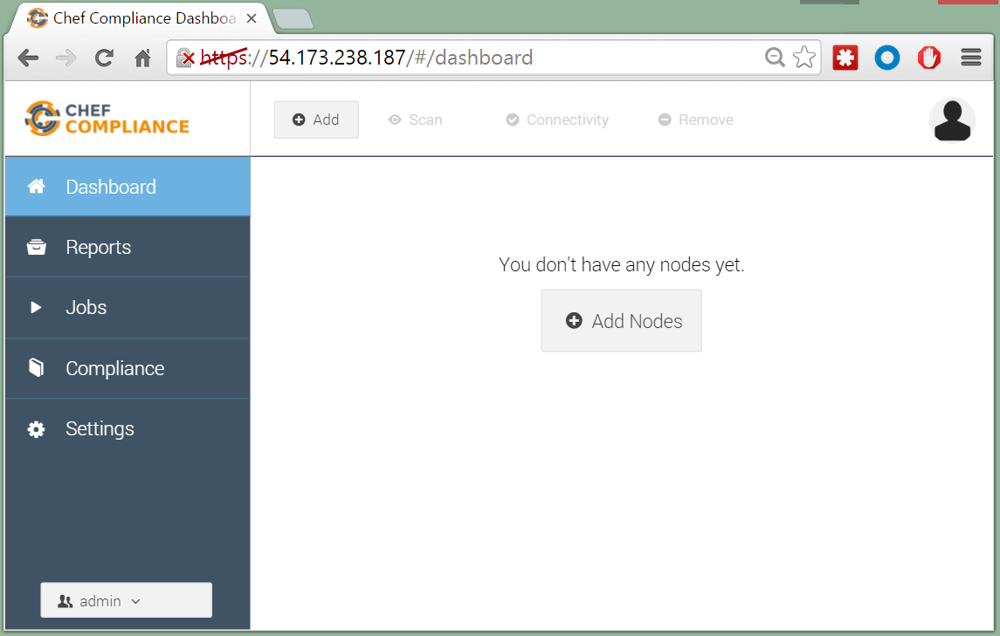 Chef Compliance Dashboa
https://54.173.238.187/#/dashboard
CHEF
COMPLIANCE
Add
Scan
Connectivity
Remove
Dashboard
Reports
Jobs
Compliance
Settings
You don't have any nodes yet.
Add Nodes
admin